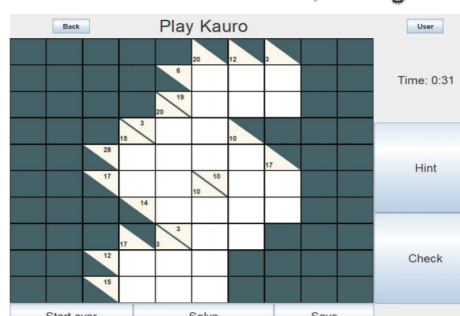 Back
Play Kauro
User
Time: 0:31
20 12 3
6
19
20
3
15 10
28
17
17 10
10
14
3
17 3
12
15
Hint
Check
Start over Solve Save